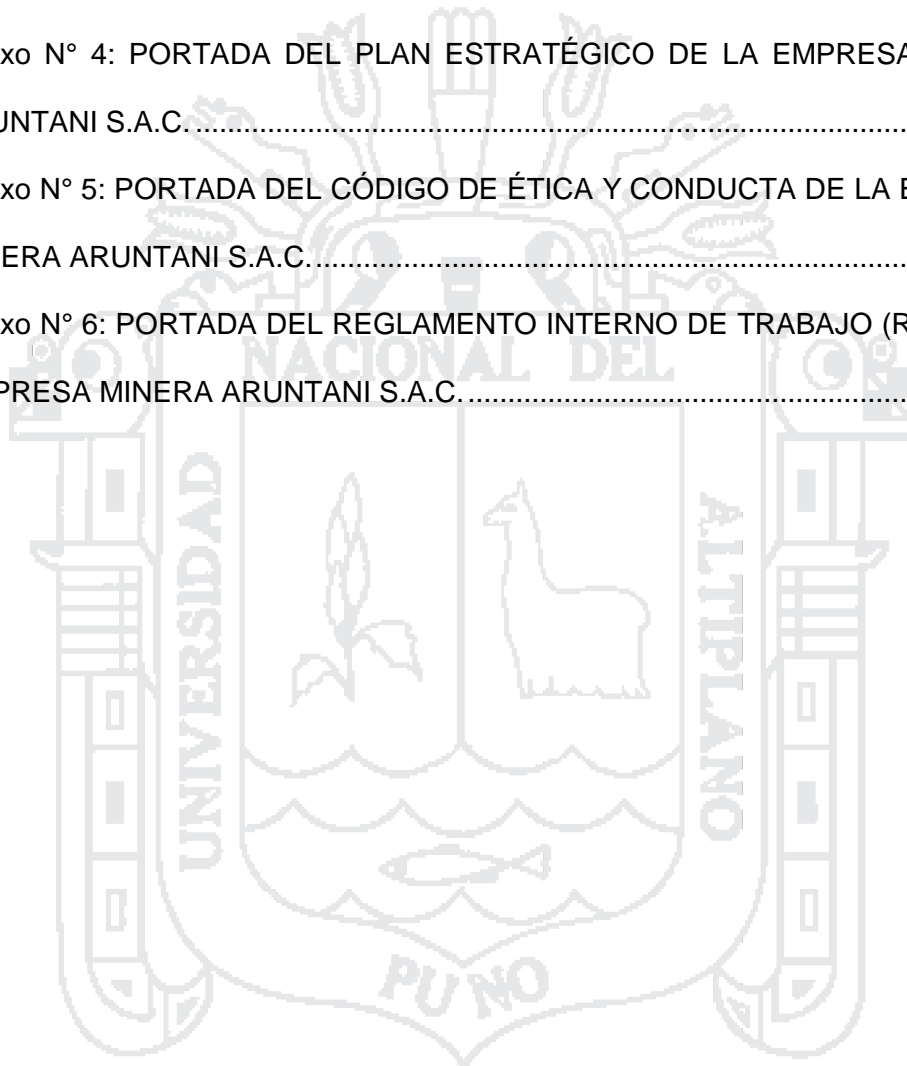 xo N° 4: PORTADA DEL PLAN ESTRATÉGICO DE LA EMPRESA
UNTANI S.A.C. ....................................................................................................
xo N° 5: PORTADA DEL CÓDIGO DE ÉTICA Y CONDUCTA DE LA E
ERA ARUNTANI S.A.C. ....................................................................................
xo N° 6: PORTADA DEL REGLAMENTO INTERNO DE TRABAJO (R
PRESA MINERA ARUNTANI S.A.C. ................................................................
NACIONAL DEL
UNIVERSIDAD
ALTIPLANO
PUNO